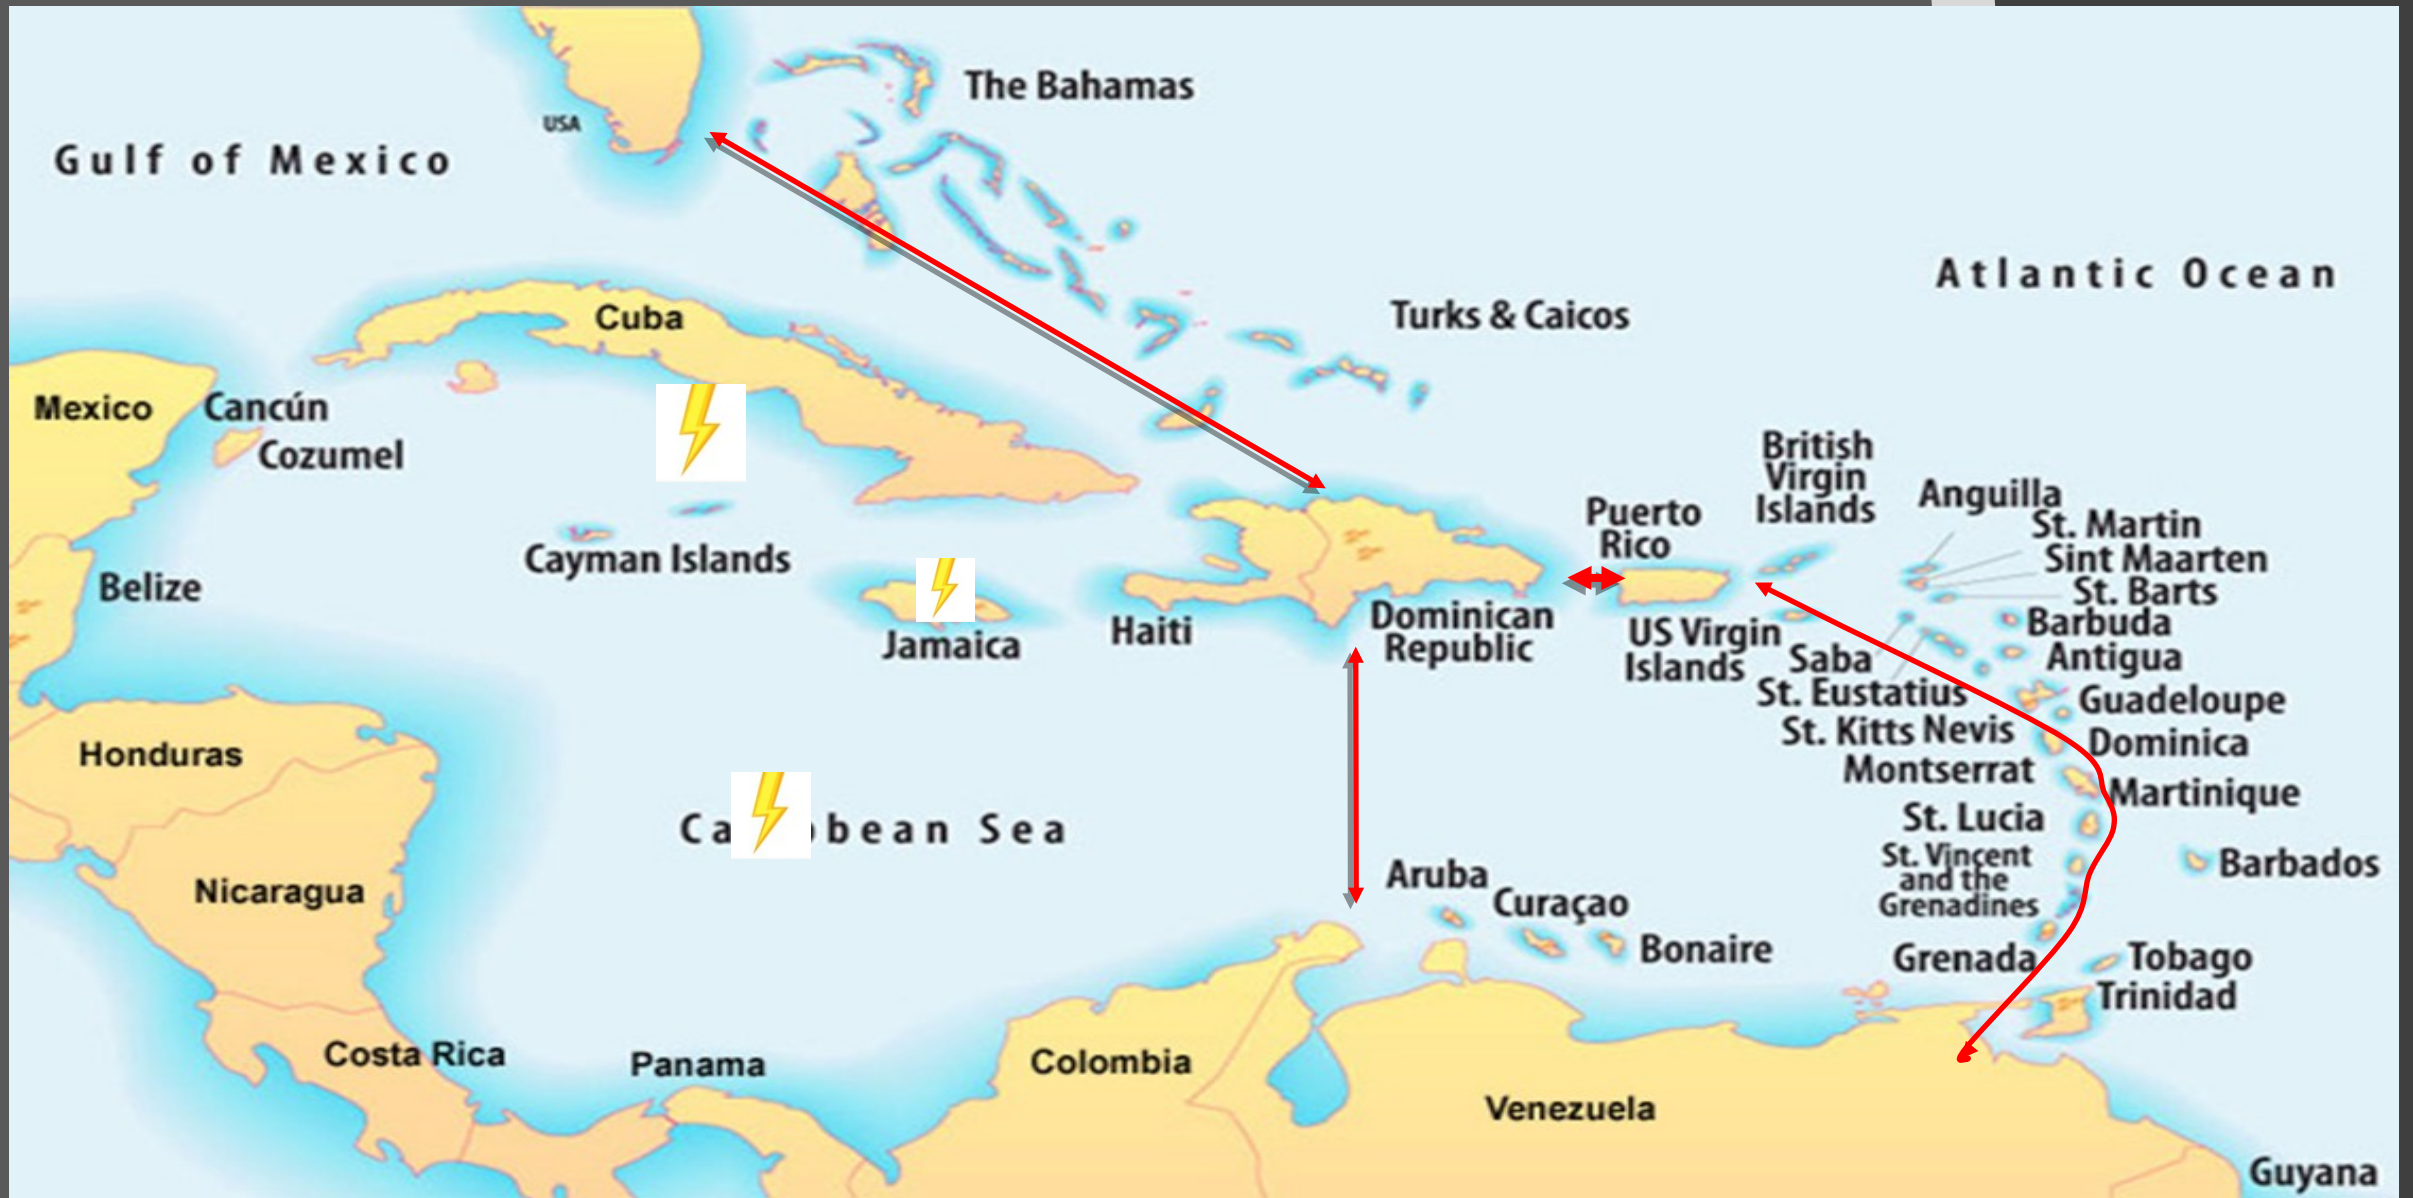 The Bahamas
USA
Gulf of Mexico
Atlantic Ocean
Turks & Caicos
Cuba
Mexico
Cancún
Cozumel
British
Virgin
Islands
Anguilla
St. Martin
Sint Maarten
St. Barts
Puerto
Rico
Cayman Islands
Belize
Jamaica
Haiti
Dominican
Republic
US Virgin
Islands
Saba
Barbuda
Antigua
St. Eustatius
Guadeloupe
St. Kitts Nevis
Dominica
Montserrat
Martinique
Honduras
St. Lucia
Ca bean Sea
St. Vincent
and the
Grenadines
Barbados
Nicaragua
Aruba
Curaçao
Bonaire
Grenada
Tobago
Trinidad
Costa Rica
Panama
Colombia
Venezuela
Guyana